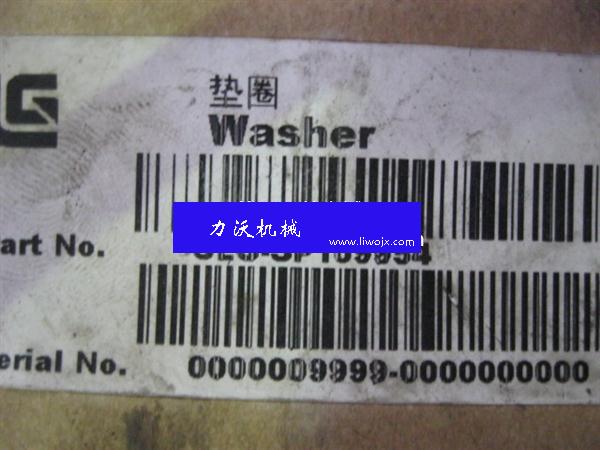 垫圈
Washer
力沃机械
www.liwojx.com
art No.
erial No. 0000009999-0000000000